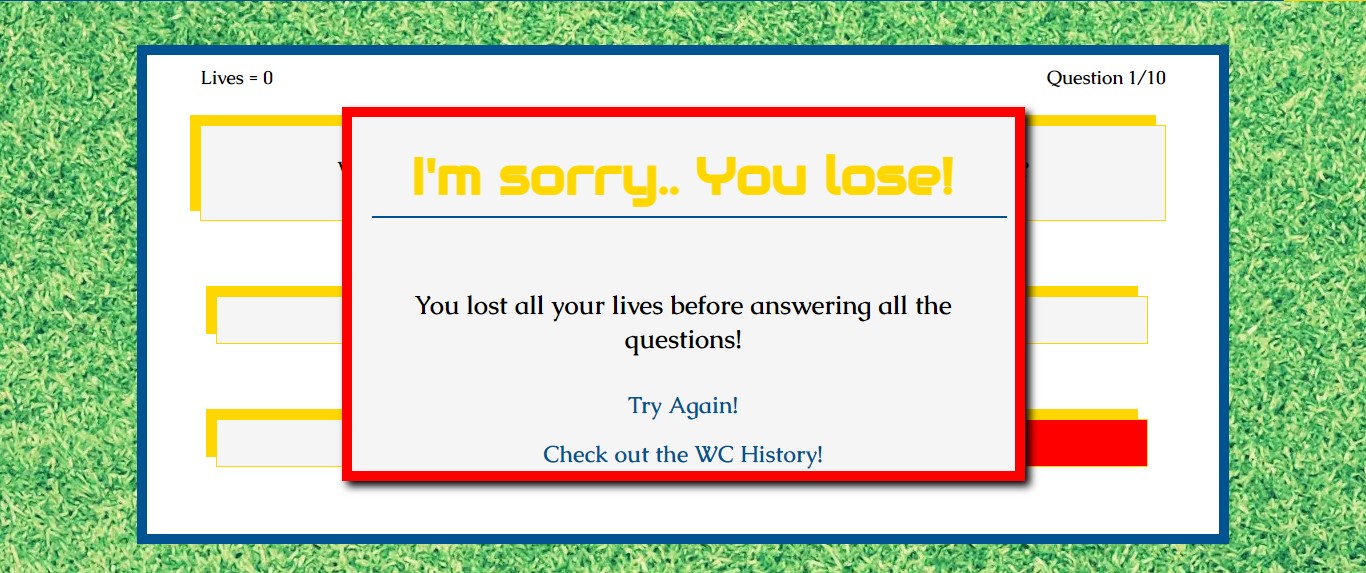 Lives = 0
Question 1/10
I'm sorry.. You lose!
You lost all your lives before answering all the
questions!
Try Again!
Check out the WC History!